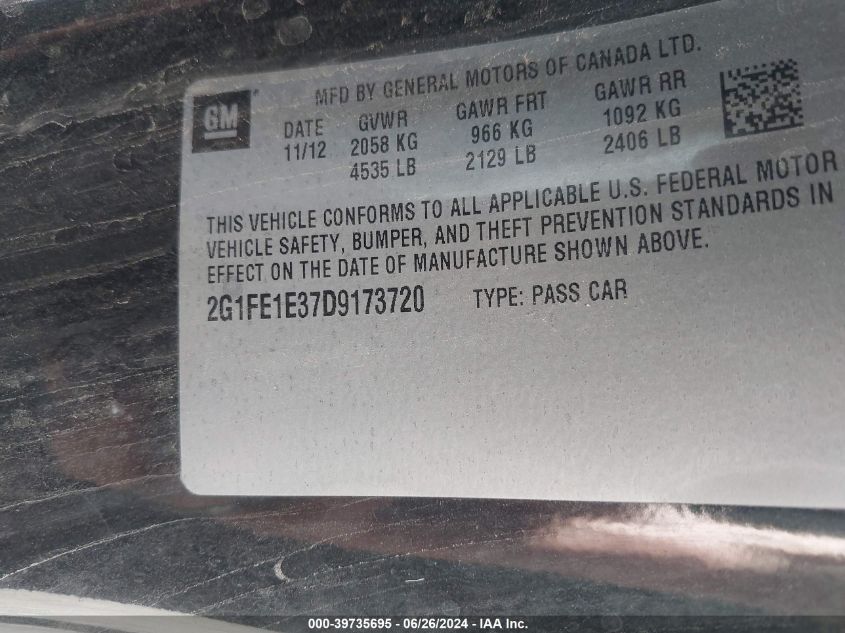 GM
MFD BY GENERAL MOTORS OF CANADA LTD.
DATE GVWR GAWR FRT GAWR RR
11/12 2058 KG 966 KG 1092 KG
4535 LB 2129 LB 2406 LB
THIS VEHICLE CONFORMS TO ALL APPLICABLE U.S. FEDERAL MOTOR
VEHICLE SAFETY, BUMPER, AND THEFT PREVENTION STANDARDS IN
EFFECT ON THE DATE OF MANUFACTURE SHOWN ABOVE.
2G1FE1E37D9173720 TYPE: PASS CAR
000-39735695 / 06/26/2024 - IAA Inc.